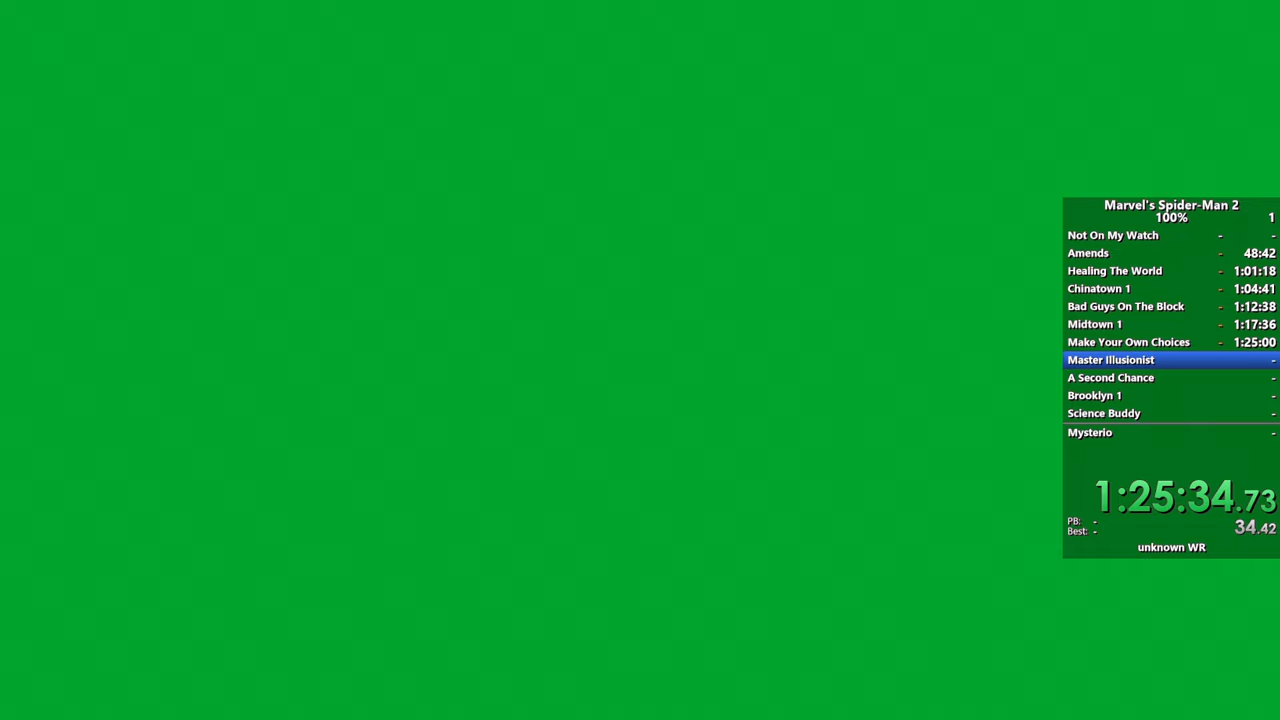 Marvel's Spider-Man 2
100% 1
Not On My Watch - -
Amends - 48:42
Healing The World - 1:01:18
Chinatown 1 - 1:04:41
Bad Guys On The Block - 1:12:38
Midtown 1 - 1:17:36
Make Your Own Choices - 1:25:00
Master Illusionist -
A Second Chance -
Brooklyn 1 -
Science Buddy -
Mysterio -
1:25:34.73
PB: - 34.42
Best: -
unknown WR